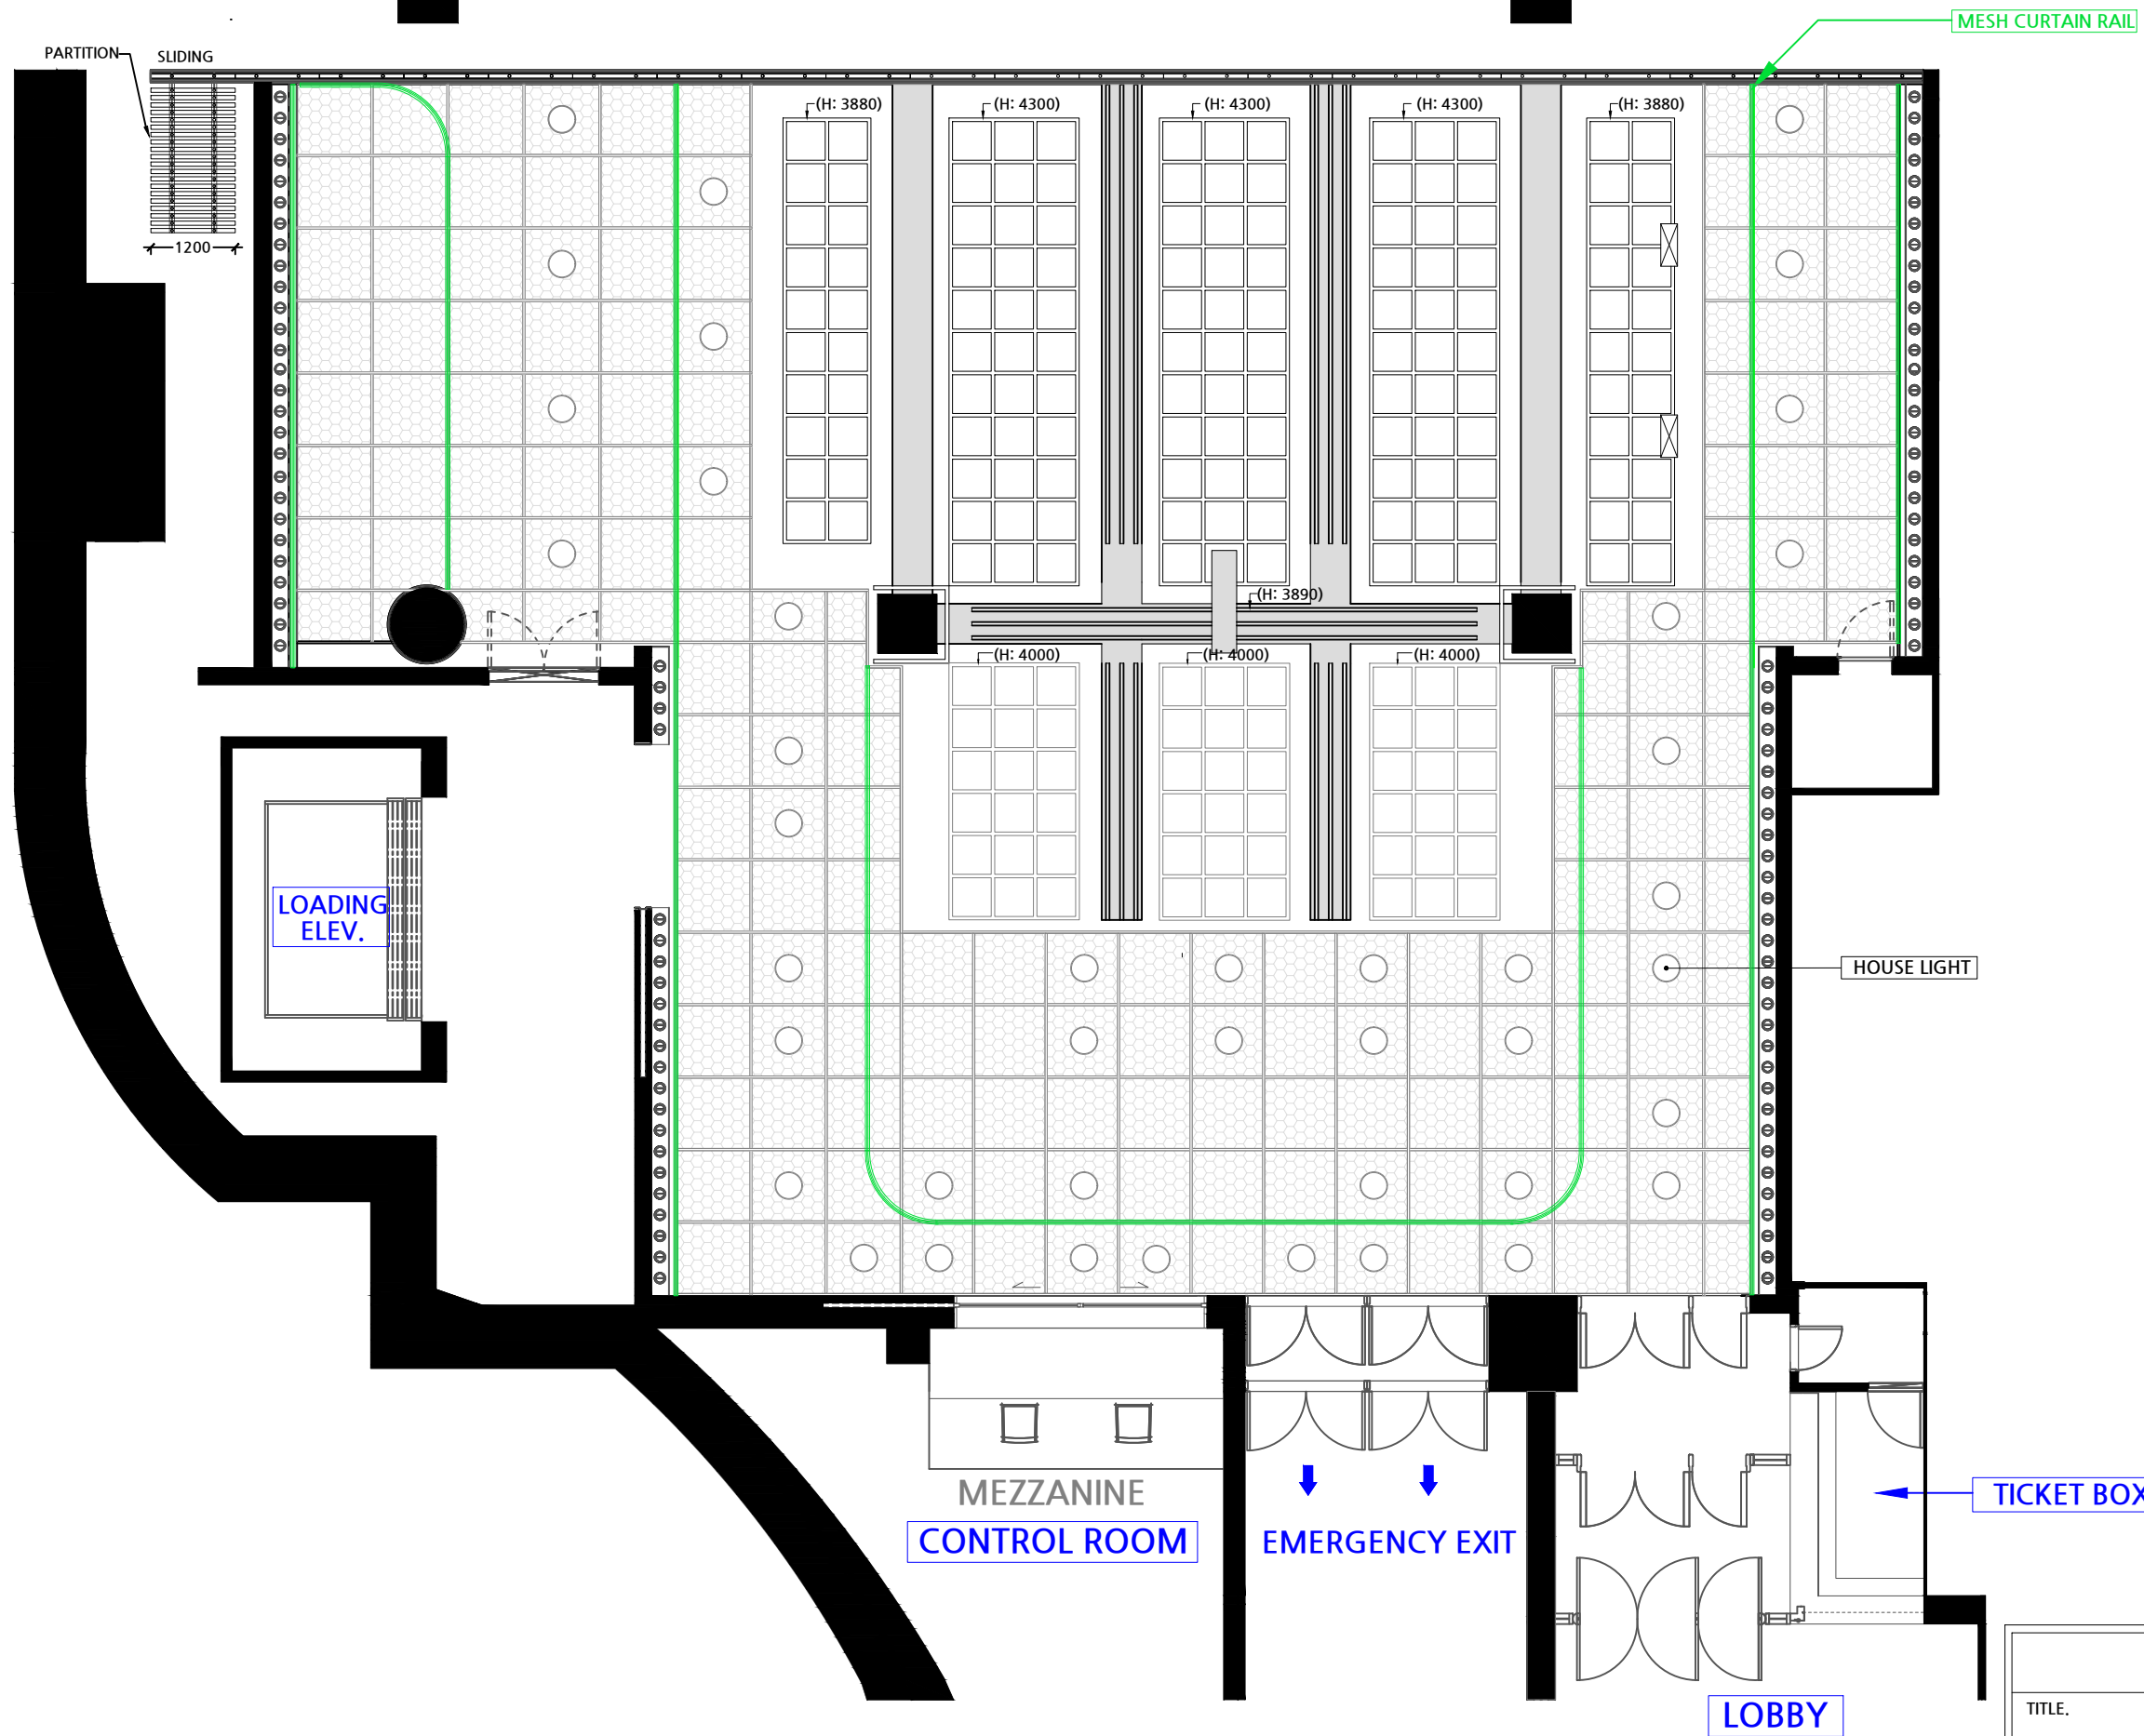 MESH CURTAIN RAIL
PARTITION
SLIDING
(H: 3880)
(H: 4300)
(H: 4300)
(H: 4300)
(H: 3880)
1200
(H: 3890)
(H: 4000)
(H: 4000)
(H: 4000)
LOADING
ELEV.
HOUSE LIGHT
MEZZANINE
CONTROL ROOM
EMERGENCY EXIT
TICKET BOX
LOBBY
TITLE.